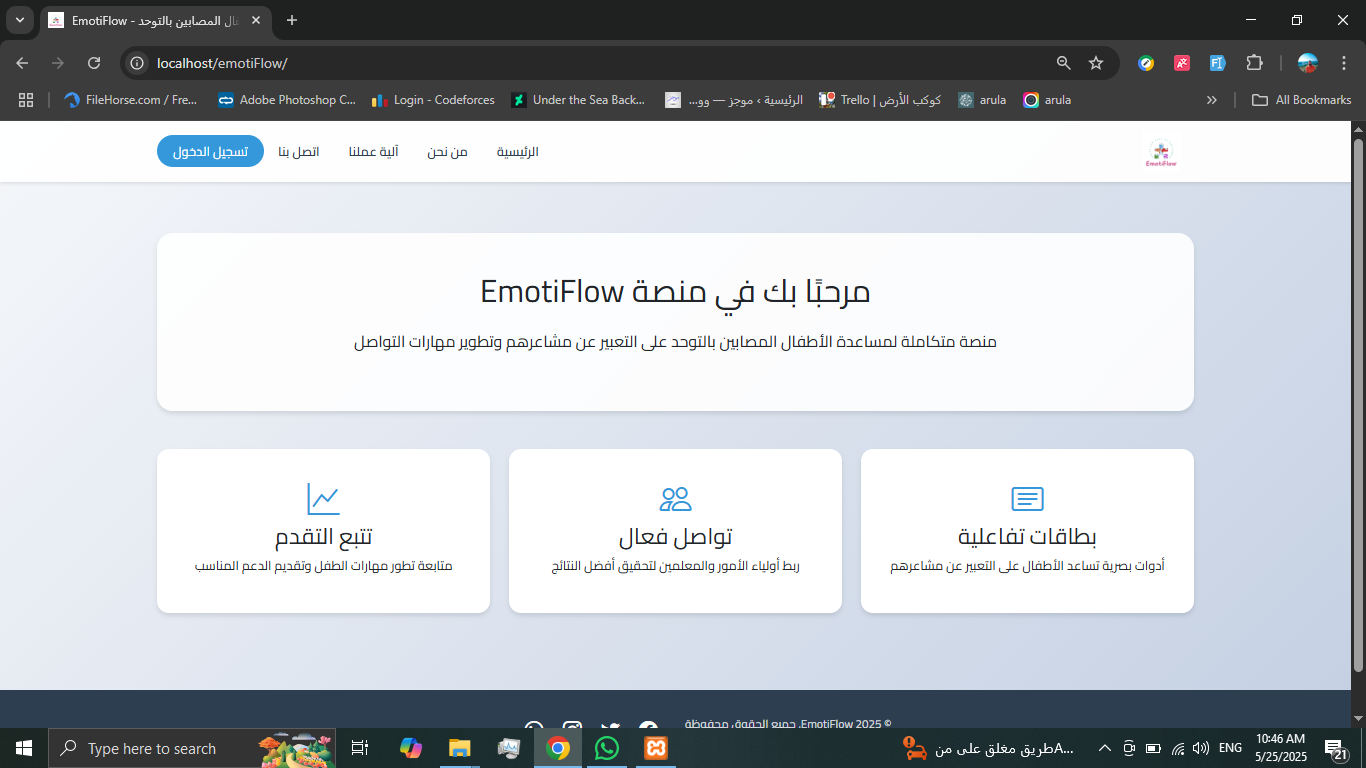 EmotiFlow - ال المصابين بالتوحد
localhost/emotiFlow/
FileHorse.com / Fre...
Adobe Photoshop C...
Login - Codeforces
Under the Sea Back...
الرئيسية › موجز — وو...
كوكب الأرض | Trello
arula
arula
All Bookmarks
EmotiFlow
الرئيسية
من نحن
آلية عملنا
اتصل بنا
تسجيل الدخول
مرحبًا بك في منصة EmotiFlow
منصة متكاملة لمساعدة الأطفال المصابين بالتوحد على التعبير عن مشاعرهم وتطوير مهارات التواصل
بطاقات تفاعلية
أدوات بصرية تساعد الأطفال على التعبير عن مشاعرهم
تواصل فعال
ربط أولياء الأمور والمعلمين لتحقيق أفضل النتائج
تتبع التقدم
متابعة تطور مهارات الطفل وتقديم الدعم المناسب
© 2025 EmotiFlow. جميع الحقوق محفوظة
Type here to search
طريق مغلق على من A...
ENG
10:46 AM
5/25/2025
21